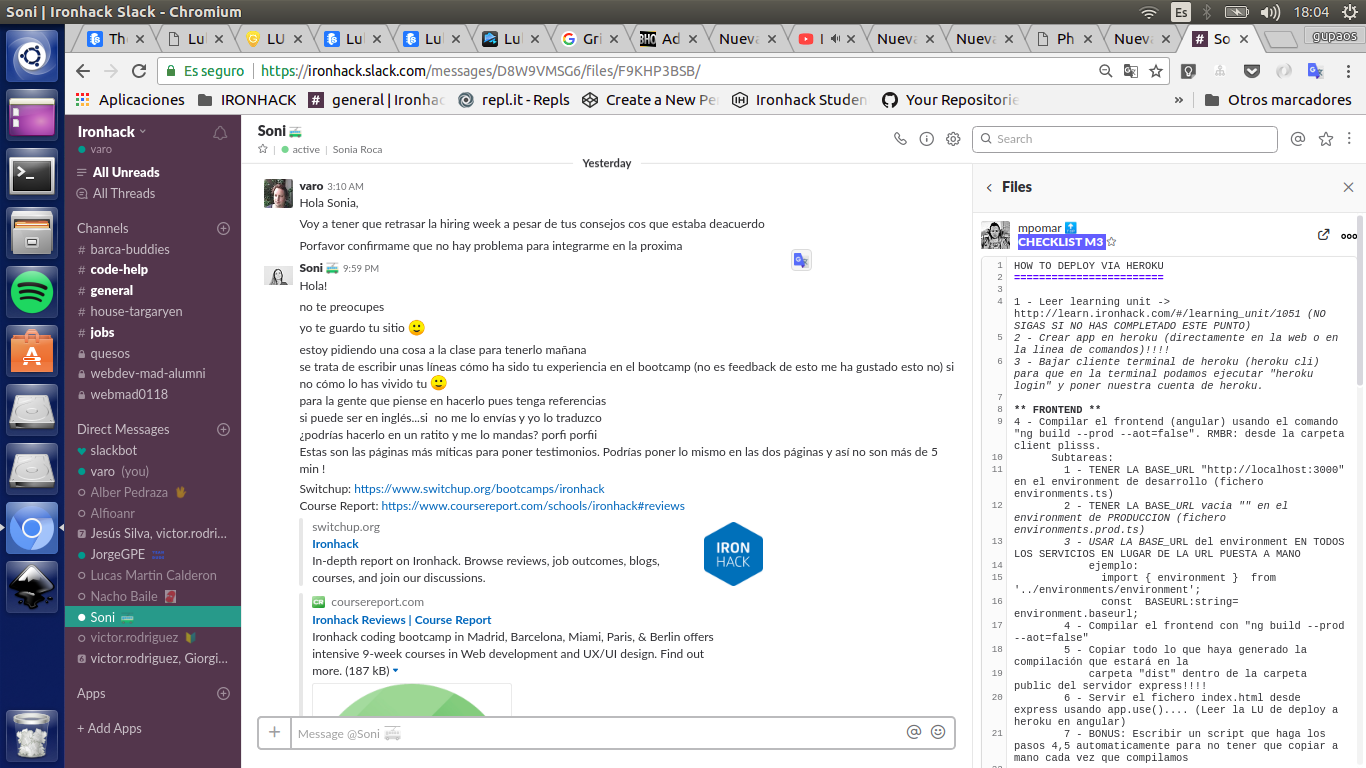 Soni | Ironhack Slack - Chromium
Es
18:04
Th
Lul
LU
Lul
Lul
Lul
Gri
Ad
Nueva
I
Nueva
Nueva
Ph
Nueva
So
gupaos
Es seguro
https://ironhack.slack.com/messages/D8W9VMSG6/files/F9KHP3BSB/
Aplicaciones
IRONHACK
general | Ironhac
repl.it - Repls
Create a New Pe
Ironhack Studen
Your Repositorie
»
Otros marcadores
Ironhack
varo
All Unreads
All Threads
Channels
# barca-buddies
# code-help
# general
# house-targaryen
# jobs
quesos
webdev-mad-alumni
webmad0118
Direct Messages
slackbot
varo (you)
Alber Pedraza
Alfioanr
7 Jesús Silva, victor.rodri...
JorgeGPE
Lucas Martin Calderon
Nacho Baile
Soni
victor.rodriguez
victor.rodriguez, Giorgi...
Apps
+ Add Apps
Soni
active | Sonia Roca
Search
Yesterday
varo 3:10 AM
Hola Sonia,
Voy a tener que retrasar la hiring week a pesar de tus consejos cos que estaba deacuerdo
Porfavor confirmame que no hay problema para integrarme en la proxima
Soni 9:59 PM
Hola!
no te preocupes
yo te guardo tu sitio
estoy pidiendo una cosa a la clase para tenerlo mañana
se trata de escribir unas líneas cómo ha sido tu experiencia en el bootcamp (no es feedback de esto me ha gustado esto no) si
no cómo lo has vivido tu
para la gente que piense en hacerlo pues tenga referencias
si puede ser en inglés...si no me lo envías y yo lo traduzco
¿podrías hacerlo en un ratito y me lo mandas? porfi porfii
Estas son las páginas más míticas para poner testimonios. Podrías poner lo mismo en las dos páginas y así no son más de 5
min !
Switchup: https://www.switchup.org/bootcamps/ironhack
Course Report: https://www.coursereport.com/schools/ironhack#reviews
switchup.org
Ironhack
In-depth report on Ironhack. Browse reviews, job outcomes, blogs,
courses, and join our discussions.
IRON
HACK
CR coursereport.com
Ironhack Reviews | Course Report
Ironhack coding bootcamp in Madrid, Barcelona, Miami, Paris, & Berlin offers
intensive 9-week courses in Web development and UX/UI design. Find out
more. (187 kB)
Message @Soni
Files
mpomar
CHECKLIST M3
1 HOW TO DEPLOY VIA HEROKU
2 ========================
3
4 1 - Leer learning unit ->
http://learn.ironhack.com/#/learning_unit/1051 (NO
SIGAS SI NO HAS COMPLETADO ESTE PUNTO)
5 2 - Crear app en heroku (directamente en la web o en
la linea de comandos)!!!!
6 3 - Bajar cliente terminal de heroku (heroku cli)
para que en la terminal podamos ejecutar "heroku
login" y poner nuestra cuenta de heroku.
7
8 ** FRONTEND **
9 4 - Compilar el frontend (angular) usando el comando
"ng build --prod --aot=false". RMBR: desde la carpeta
client plisss.
10 Subtareas:
11 1 - TENER LA BASE_URL "http://localhost:3000"
en el environment de desarrollo (fichero
environments.ts)
12 2 - TENER LA BASE_URL vacia "" en el
environment de PRODUCCION (fichero
environments.prod.ts)
13 3 - USAR LA BASE_URL del environment EN TODOS
LOS SERVICIOS EN LUGAR DE LA URL PUESTA A MANO
14 ejemplo:
15 import { environment } from
'../environments/environment';
16 const BASEURL:string=
environment.baseurl;
17 4 - Compilar el frontend con "ng build --prod
--aot=false"
18 5 - Copiar todo lo que haya generado la
compilación que estará en la
19 carpeta "dist" dentro de la carpeta
public del servidor express!!!!
20 6 - Servir el fichero index.html desde
express usando app.use().... (Leer la LU de deploy a
heroku en angular)
21 7 - BONUS: Escribir un script que haga los
pasos 4,5 automaticamente para no tener que copiar a
mano cada vez que compilamos